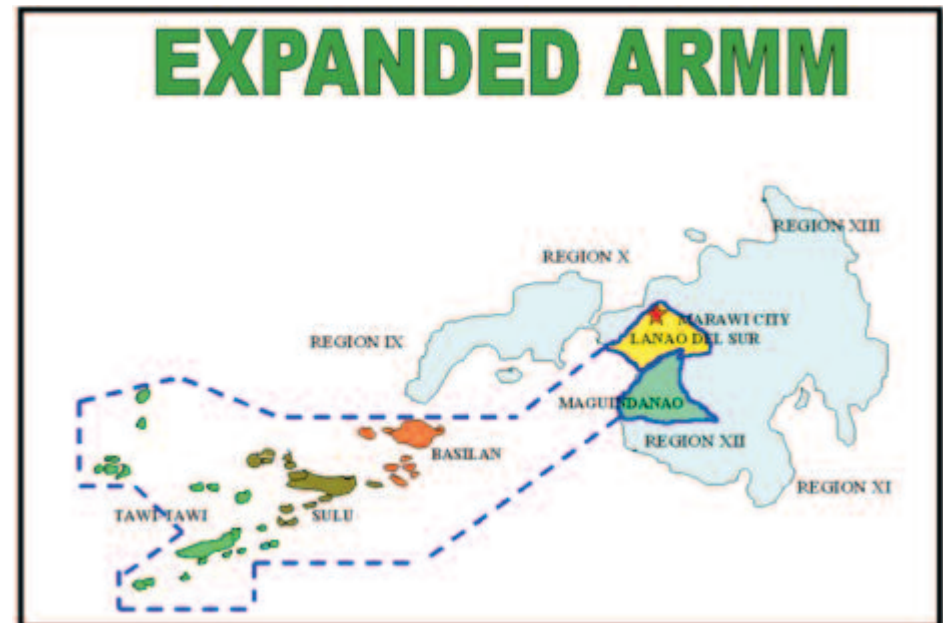 EXPANDED ARMM
REGION XIII
REGION X
MARAWI CITY
LANAO DEL SUR
REGION IX
MAGUINDANAO
REGION XII
BASILAN
REGION XI
TAWI-TAWI
SULU